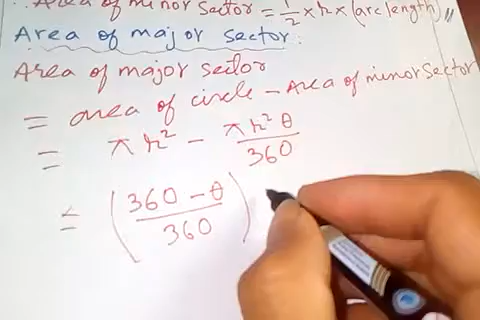 ∴ Area of minor Sector = 1/2 × r × (arc length) //
Area of major sector:
Area of major sector
= area of circle - Area of minor Sector
= πr² - πr²θ/360
= (360 - θ/360)